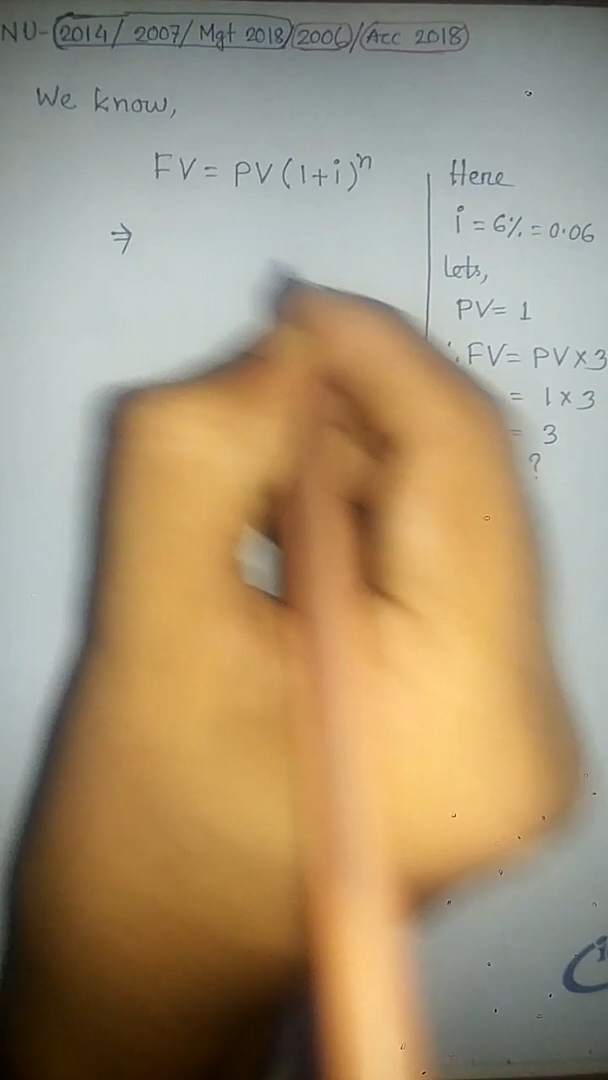 NU-(2014/ 2007/ Mgt 2018)(2006)/(Acc 2018)
We know,
FV = PV(1+i)ⁿ
⇒
Here
i = 6% = 0.06
Lets,
PV= 1
∴ FV= PV×3
= 1×3
= 3
?